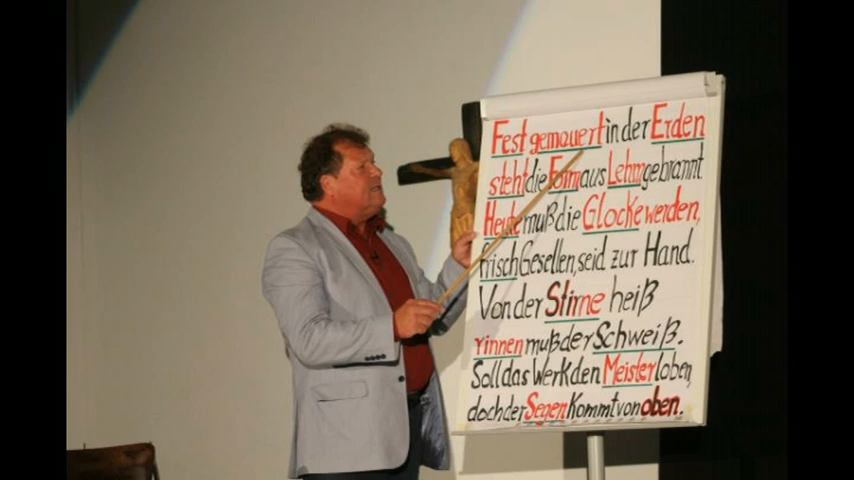 Fest gemauert in der Erden
steht die Form aus Lehm gebrannt
Heute muß die Glocke werden,
frisch Gesellen, seid zur Hand.
Von der Stirne heiß
rinnen muß der Schweiß.
Soll das Werk den Meister loben,
doch der Segen kommt von oben.